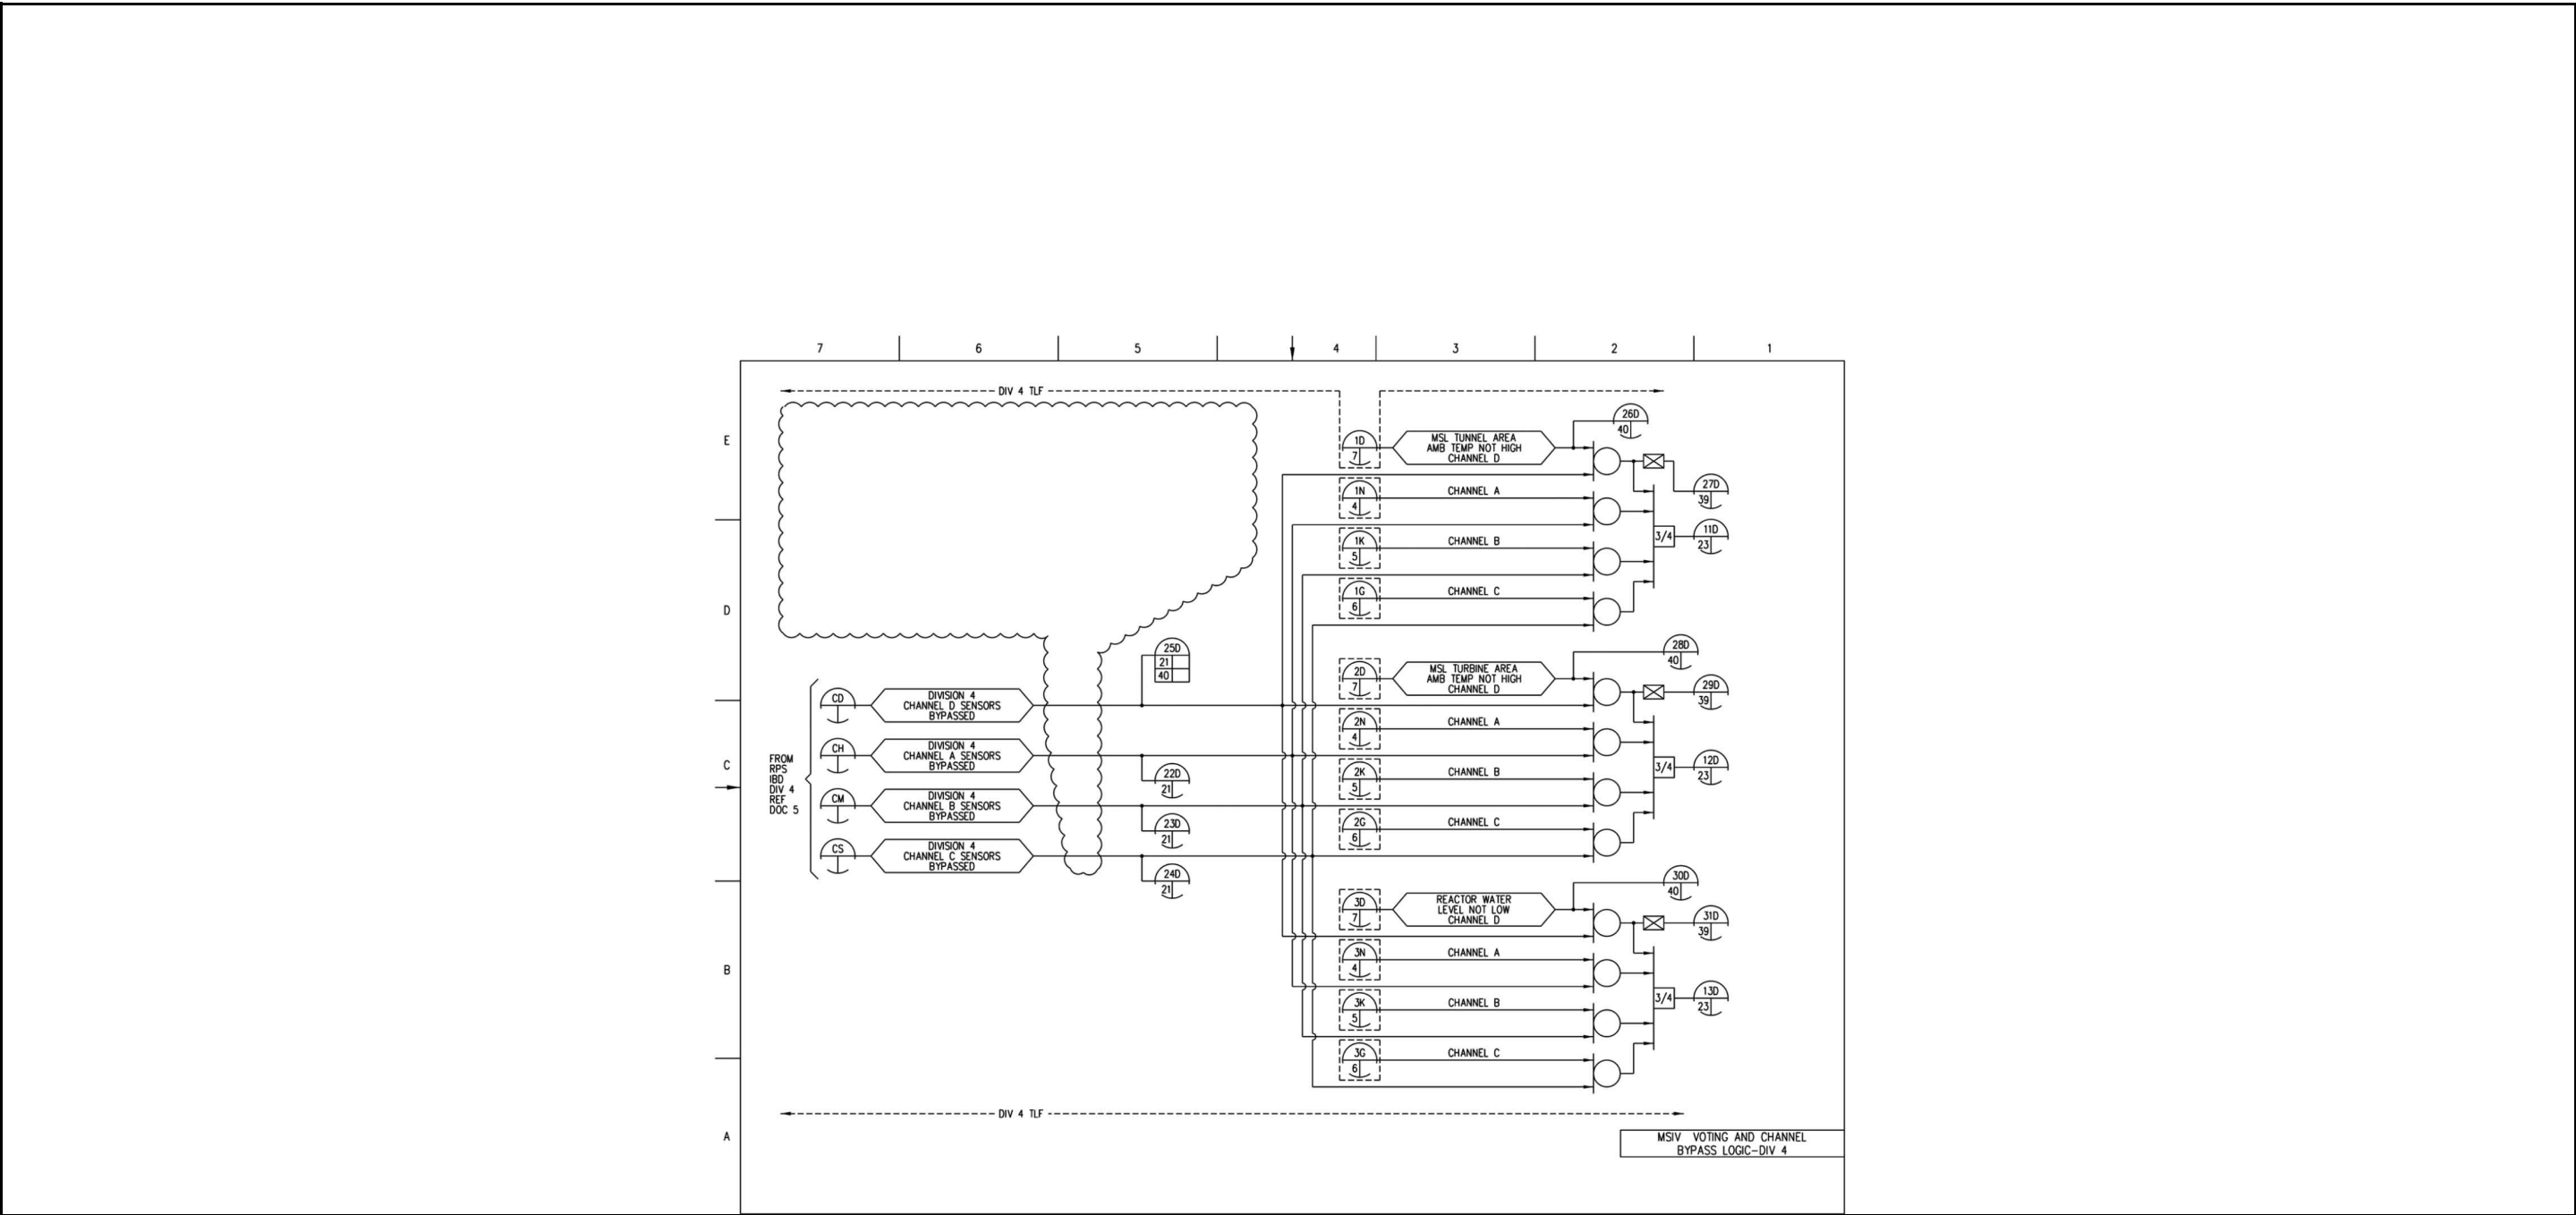 7 6 5 4 3 2 1
E
D
C
B
A
DIV 4 TLF
26D
40
1D
7
MSL TUNNEL AREA
AMB TEMP NOT HIGH
CHANNEL D
27D
39
1N
4
CHANNEL A
11D
23
3/4
1K
5
CHANNEL B
1G
6
CHANNEL C
25D
21
40
28D
40
2D
7
MSL TURBINE AREA
AMB TEMP NOT HIGH
CHANNEL D
29D
39
2N
4
CHANNEL A
12D
23
3/4
2K
5
CHANNEL B
2G
6
CHANNEL C
FROM
RPS
IBD
DIV 4
REF
DOC 5
CD
DIVISION 4
CHANNEL D SENSORS
BYPASSED
CH
DIVISION 4
CHANNEL A SENSORS
BYPASSED
22D
21
CM
DIVISION 4
CHANNEL B SENSORS
BYPASSED
23D
21
CS
DIVISION 4
CHANNEL C SENSORS
BYPASSED
24D
21
30D
40
3D
7
REACTOR WATER
LEVEL NOT LOW
CHANNEL D
31D
39
3N
4
CHANNEL A
13D
23
3/4
3K
5
CHANNEL B
3G
6
CHANNEL C
DIV 4 TLF
MSIV VOTING AND CHANNEL
BYPASS LOGIC-DIV 4